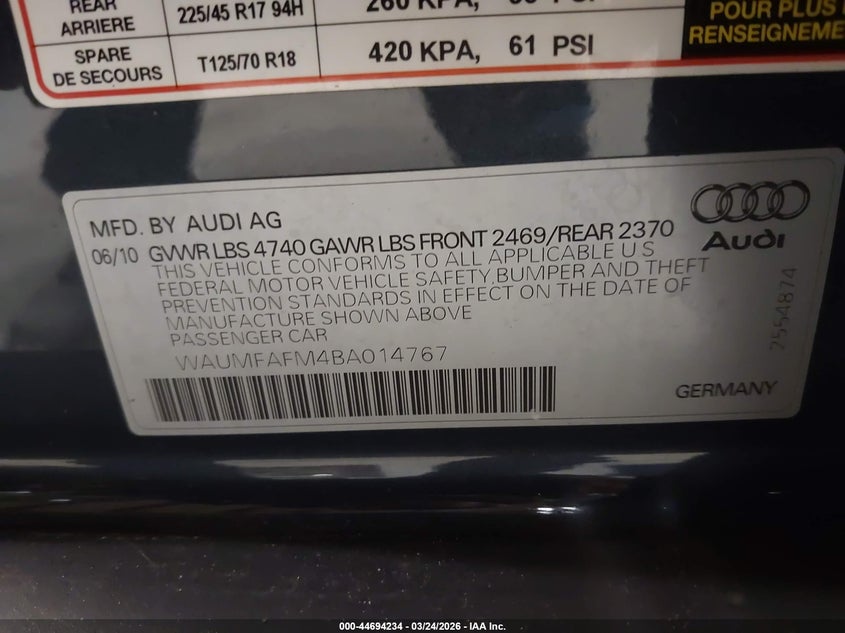 REAR
ARRIERE
225/45 R17 94H
260 KPA,
PSI
SPARE
DE SECOURS
T125/70 R18
420 KPA, 61 PSI
POUR PLUS
MFD. BY AUDI AG
06/10 GVWR LBS 4740 GAWR LBS FRONT 2469/REAR 2370
THIS VEHICLE CONFORMS TO ALL APPLICABLE U S
FEDERAL MOTOR VEHICLE SAFETY,BUMPER AND THEFT
PREVENTION STANDARDS IN EFFECT ON THE DATE OF
MANUFACTURE SHOWN ABOVE
PASSENGER CAR
WAUMFAFM4BA014767
Audi
2554874
GERMANY
000-44694234 - 03/24/2026 - IAA Inc.